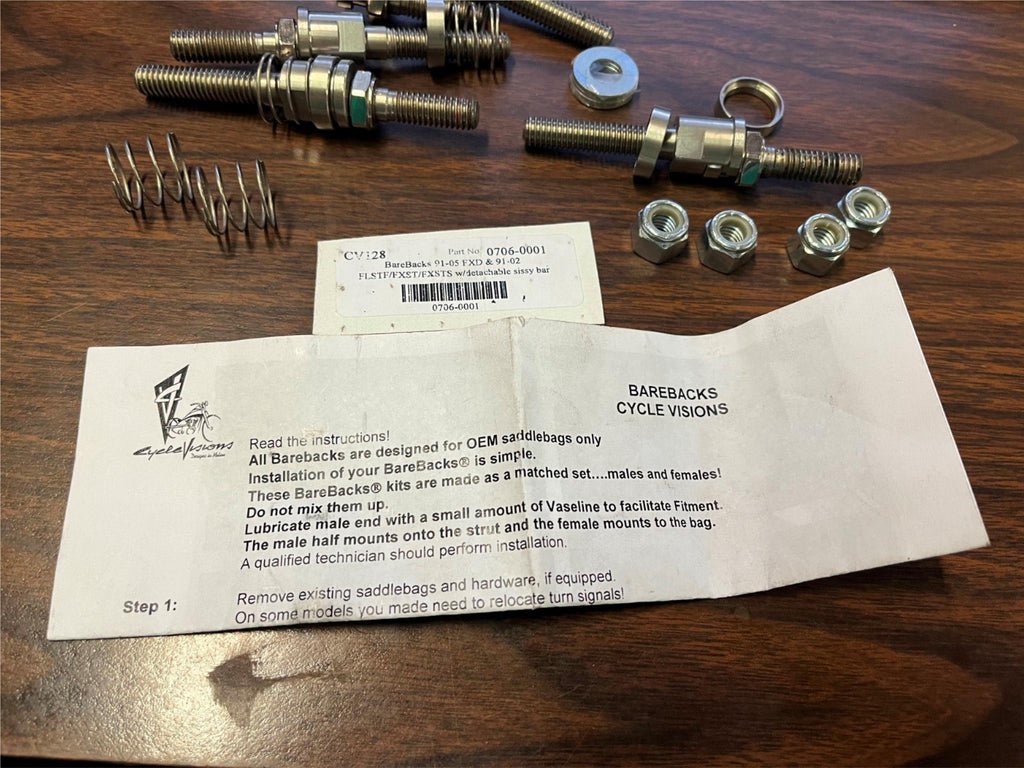 CV128 Part No. 0706-0001
BareBacks 91-05 FXD & 91-02
FLSTF/FXST/FXSTS w/detachable sissy bar
0706-0001
BAREBACKS
CYCLE VISIONS
CycleVisions
Read the instructions!
All Barebacks are designed for OEM saddlebags only
Installation of your BareBacks® is simple.
These BareBacks® kits are made as a matched set....males and females!
Do not mix them up.
Lubricate male end with a small amount of Vaseline to facilitate Fitment.
The male half mounts onto the strut and the female mounts to the bag.
A qualified technician should perform installation.
Step 1: Remove existing saddlebags and hardware, if equipped.
On some models you made need to relocate turn signals!